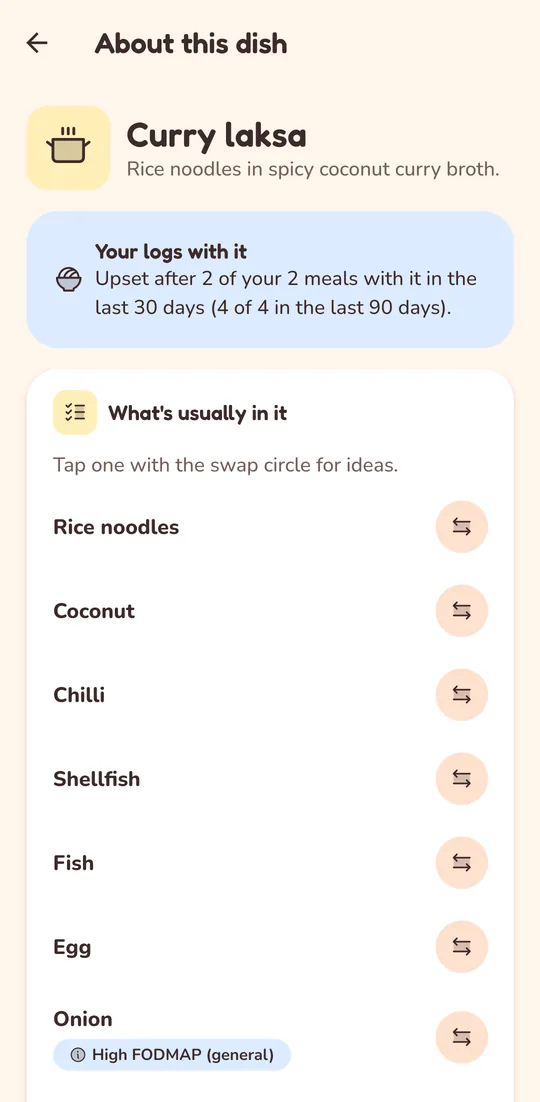 About this dish
Curry laksa
Rice noodles in spicy coconut curry broth.
Your logs with it
Upset after 2 of your 2 meals with it in the
last 30 days (4 of 4 in the last 90 days).
What's usually in it
Tap one with the swap circle for ideas.
Rice noodles
Coconut
Chilli
Shellfish
Fish
Egg
Onion
High FODMAP (general)